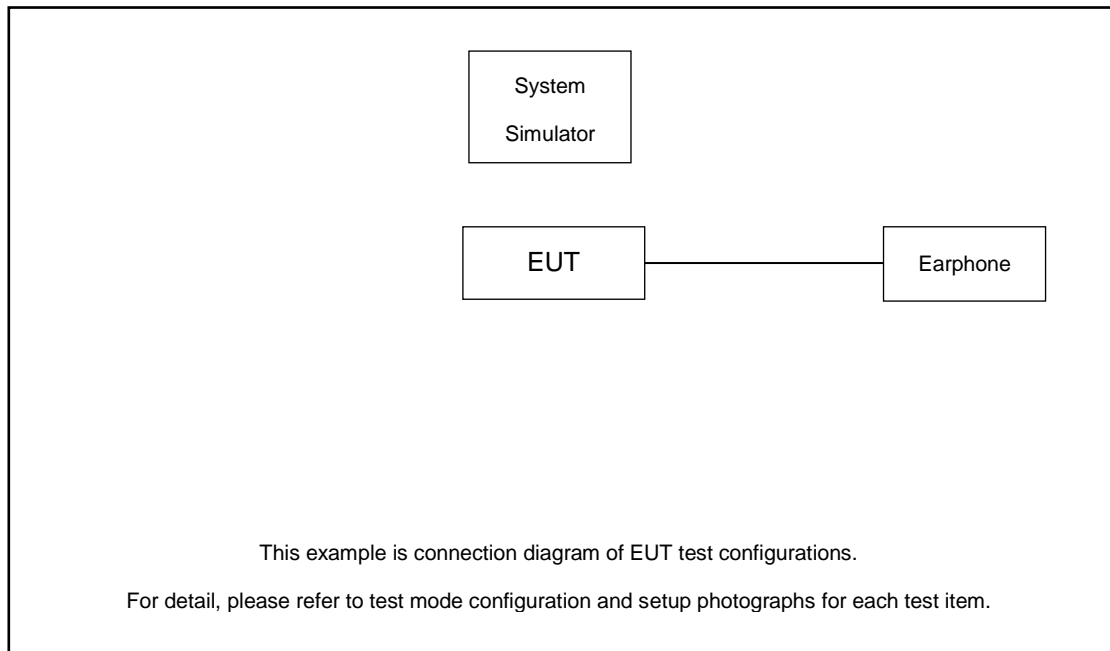 System
Simulator
EUT
Earphone
This example is connection diagram of EUT test configurations.
For detail, please refer to test mode configuration and setup photographs for each test item.